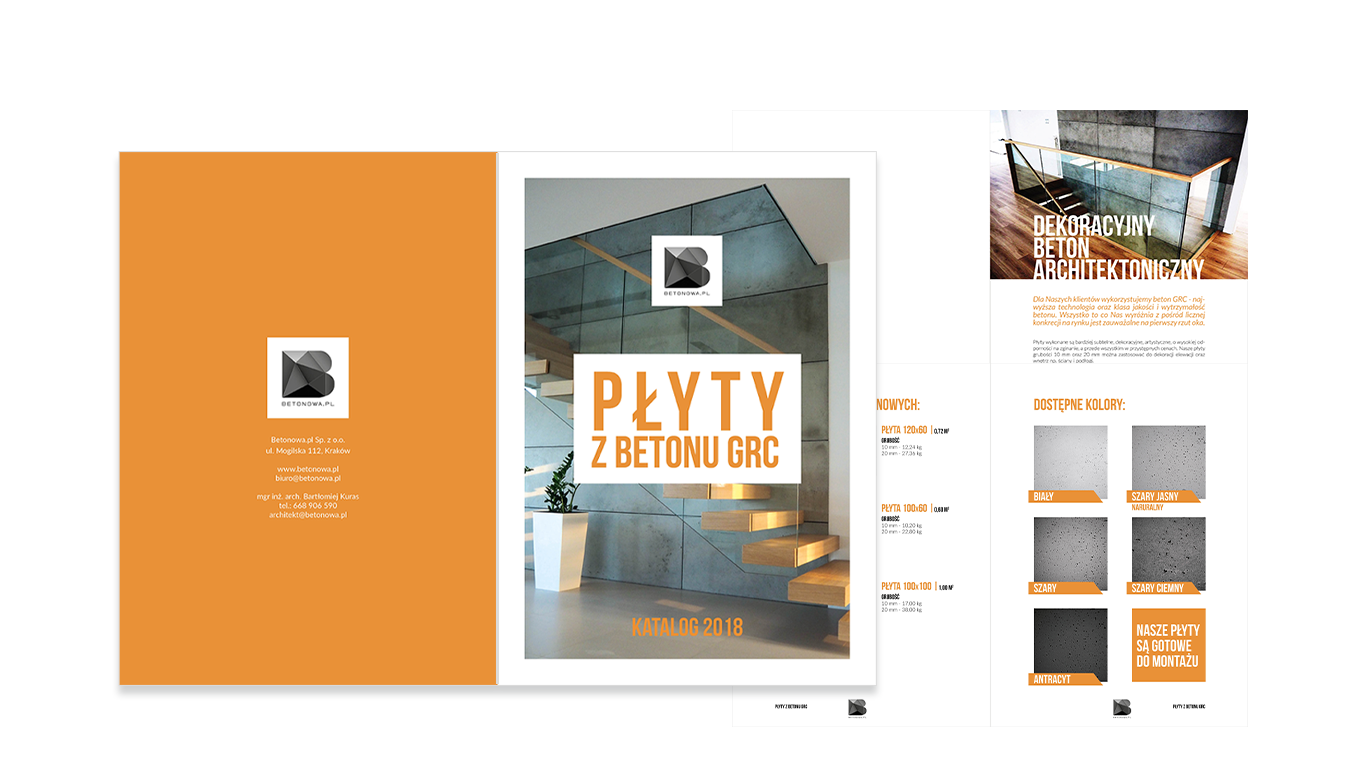 BETONOWA.PL
Betonowa.pl Sp. z o.o.
ul. Mogilska 112, Kraków
www.betonowa.pl
biuro@betonowa.pl
mgr inż. arch. Bartłomiej Kuras
tel.: 668 906 590
architekt@betonowa.pl
BETONOWA.PL
PŁYTY
Z BETONU GRC
KATALOG 2018
DEKORACYJNY
BETON
ARCHITEKTONICZNY
Dla Naszych klientów wykorzystujemy beton GRC - naj-
wyższa technologia oraz klasa jakości i wytrzymałość
betonu. Wszystko to co Nas wyróżnia z pośród licznej
konkrecji na rynku jest zauważalne na pierwszy rzut oka.
Płyty wykonane są bardziej subtelne, dekoracyjne, artystyczne, o wysokiej od-
porności na zginanie, a przede wszystkim w przystępnych cenach. Nasze płyty
grubości 10 mm oraz 20 mm można zastosować do dekoracji elewacji oraz
wnętrz np. ściany i podłogi.
NOWYCH:
PŁYTA 120x60 | 0,72 M²
GRUBOŚĆ
10 mm - 12,24 kg
20 mm - 27,36 kg
PŁYTA 100x60 | 0,60 M²
GRUBOŚĆ
10 mm - 10,20 kg
20 mm - 22,80 kg
PŁYTA 100x100 | 1,00 M²
GRUBOŚĆ
10 mm - 17,00 kg
20 mm - 38,00 kg
PŁYTY Z BETONU GRC
DOSTĘPNE KOLORY:
BIAŁY
SZARY JASNY
NARURALNY
SZARY
SZARY CIEMNY
ANTRACYT
NASZE PŁYTY
SĄ GOTOWE
DO MONTAŻU
PŁYTY Z BETONU GRC